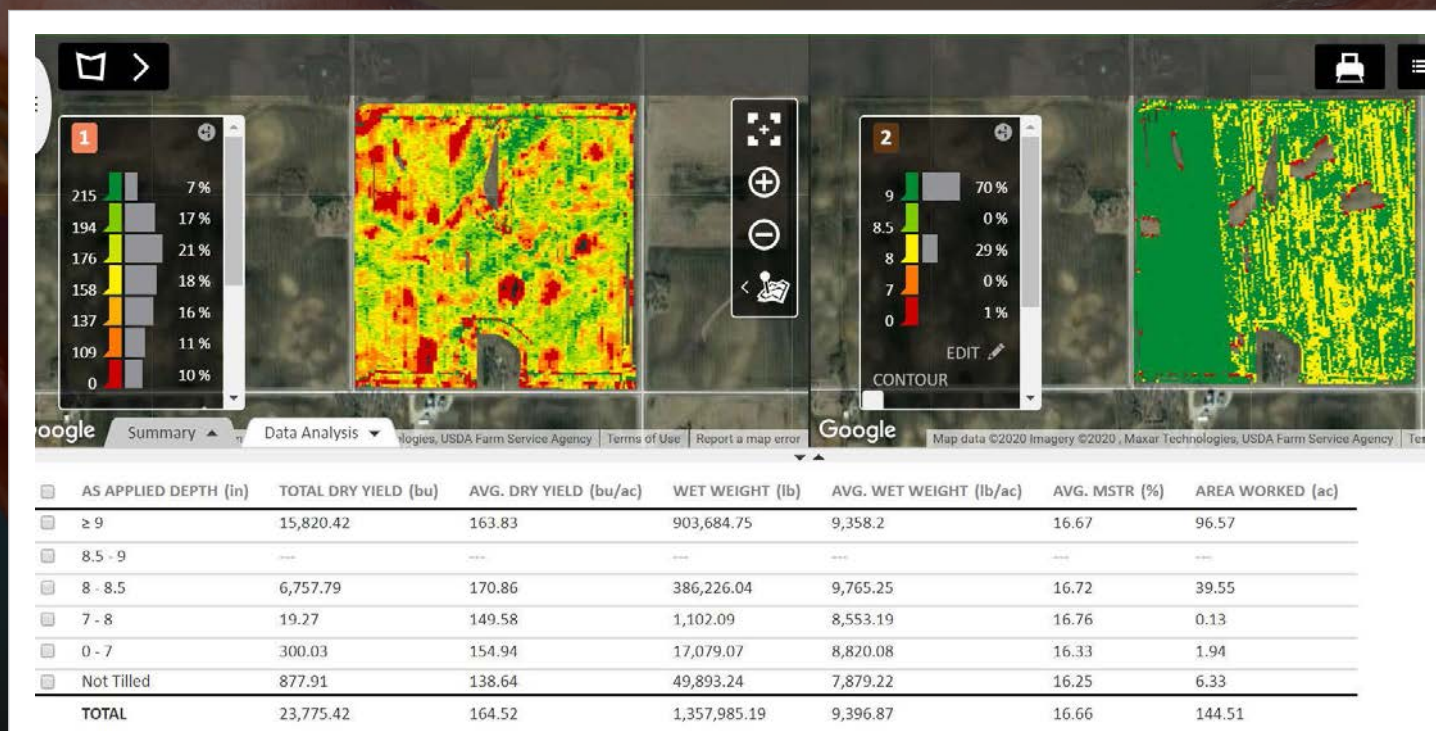 1
215 7 %
194 17 %
176 21 %
158 18 %
137 16 %
109 11 %
0 10 %
2
9 70 %
8.5 0 %
8 29 %
7 0 %
0 1 %
EDIT
CONTOUR
Summary Data Analysis
USDA Farm Service Agency Terms of Use Report a map error
Google
Map data ©2020 Imagery ©2020 , Maxar Technologies, USDA Farm Service Agency
AS APPLIED DEPTH (in) TOTAL DRY YIELD (bu) AVG. DRY YIELD (bu/ac) WET WEIGHT (lb) AVG. WET WEIGHT (lb/ac) AVG. MSTR (%) AREA WORKED (ac)
≥ 9 15,820.42 163.83 903,684.75 9,358.2 16.67 96.57
8.5 - 9 --- --- --- --- --- ---
8 - 8.5 6,757.79 170.86 386,226.04 9,765.25 16.72 39.55
7 - 8 19.27 149.58 1,102.09 8,553.19 16.76 0.13
0 - 7 300.03 154.94 17,079.07 8,820.08 16.33 1.94
Not Tilled 877.91 138.64 49,893.24 7,879.22 16.25 6.33
TOTAL 23,775.42 164.52 1,357,985.19 9,396.87 16.66 144.51